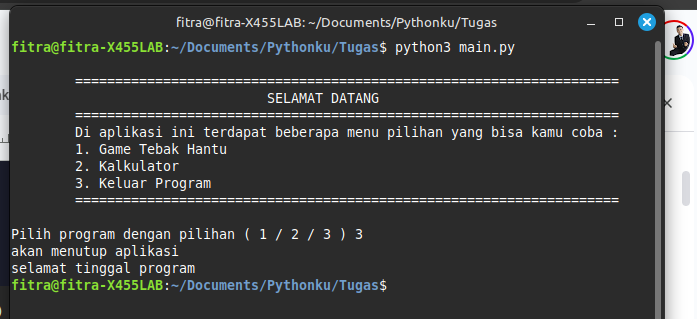 fitra@fitra-X455LAB: ~/Documents/Pythonku/Tugas
fitra@fitra-X455LAB:~/Documents/Pythonku/Tugas$ python3 main.py
====================================================================
SELAMAT DATANG
====================================================================
Di aplikasi ini terdapat beberapa menu pilihan yang bisa kamu coba :
1. Game Tebak Hantu
2. Kalkulator
3. Keluar Program
====================================================================
Pilih program dengan pilihan ( 1 / 2 / 3 ) 3
akan menutup aplikasi
selamat tinggal program
fitra@fitra-X455LAB:~/Documents/Pythonku/Tugas$